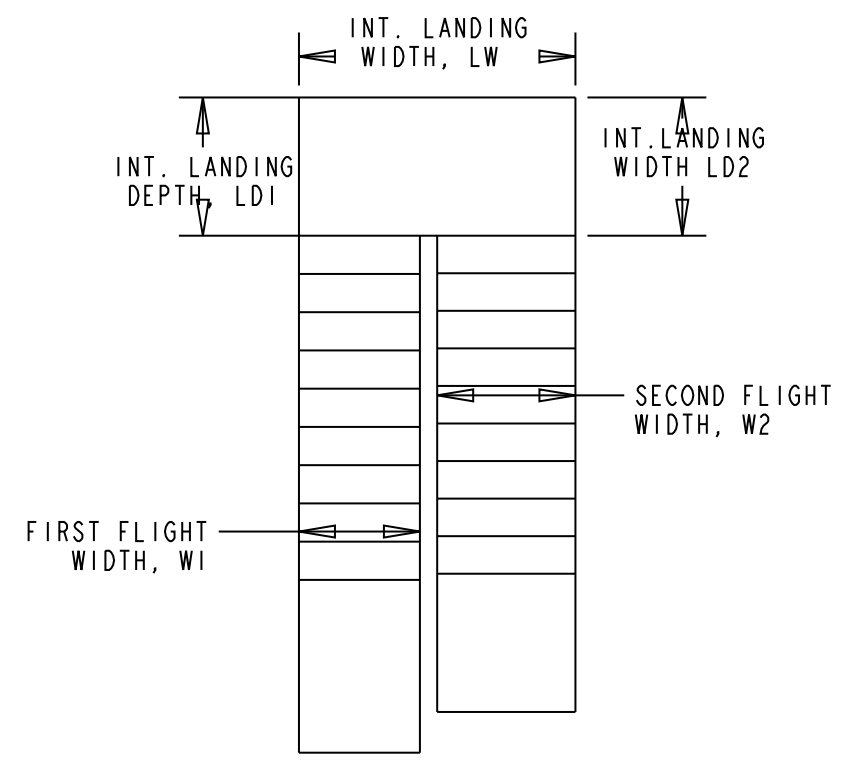 INT. LANDING
WIDTH, LW
INT. LANDING
DEPTH, LD1
INT.LANDING
WIDTH LD2
SECOND FLIGHT
WIDTH, W2
FIRST FLIGHT
WIDTH, W1